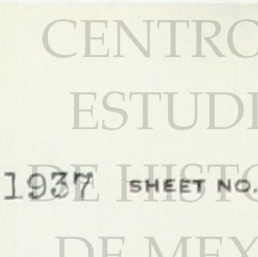 CENTRO
ESTUDI
DE HISTO
1937 SHEET NO.
DE MEX